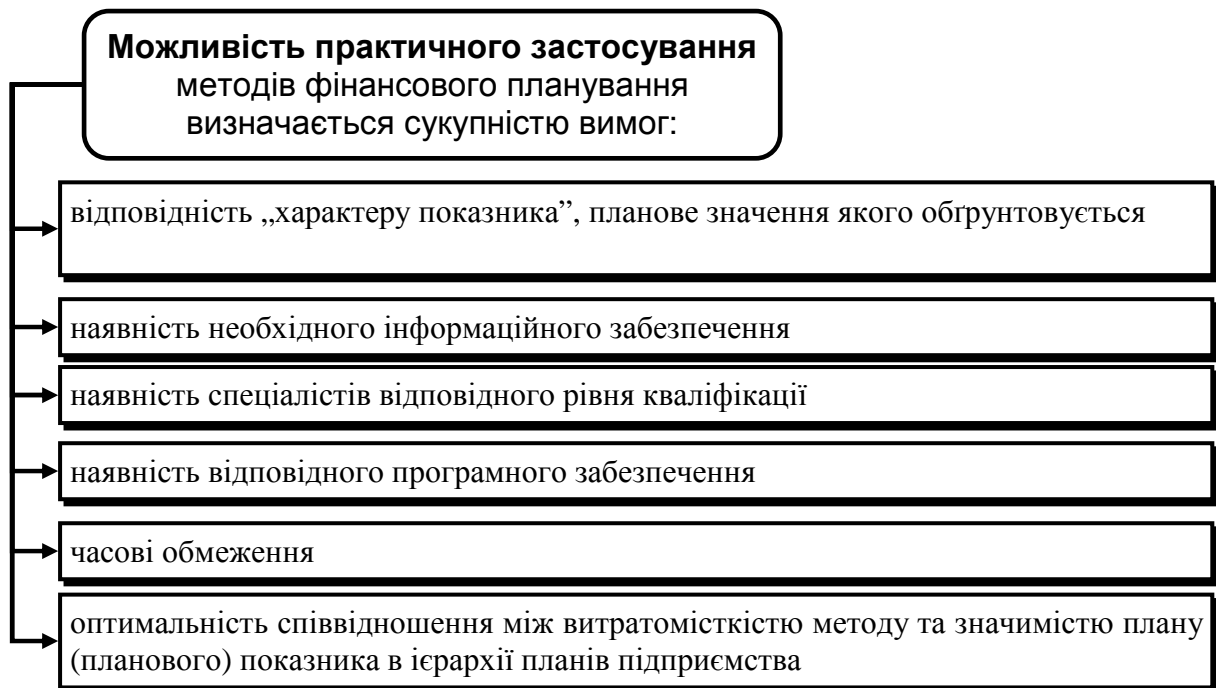 Можливість практичного застосування
методів фінансового планування
визначається сукупністю вимог:
відповідність „характеру показника”, планове значення якого обґрунтовується
наявність необхідного інформаційного забезпечення
наявність спеціалістів відповідного рівня кваліфікації
наявність відповідного програмного забезпечення
часові обмеження
оптимальність співвідношення між витратомісткістю методу та значимістю плану
(планового) показника в ієрархії планів підприємства